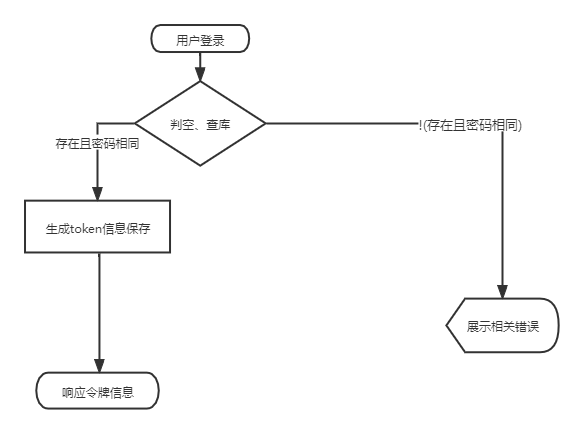 用户登录
判空、查库
!(存在且密码相同)
存在且密码相同
生成token信息保存
展示相关错误
响应令牌信息